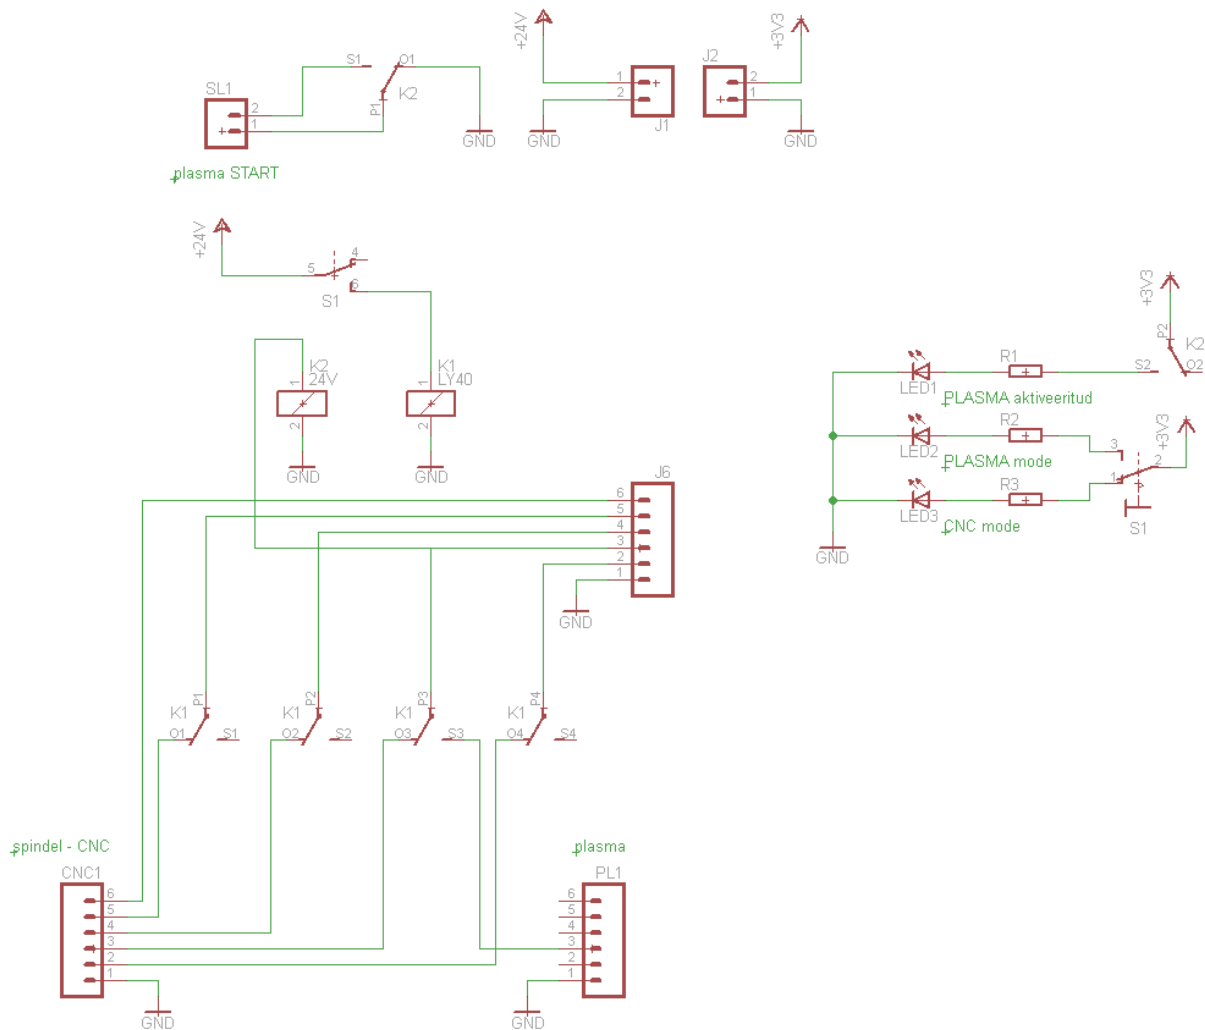 +24V
+3V3
S1
O1
P1
K2
SL1
2
1
GND
plasma START
1
2
J1
GND
J2
2
1
GND
+24V
5
4
6
S1
K2
24V
1
2
GND
K1
LY40
1
2
GND
+3V3
P2
K2
S2
O2
LED1
R1
PLASMA aktiveeritud
LED2
R2
PLASMA mode
LED3
R3
CNC mode
+3V3
3
1
2
S1
GND
J6
6
5
4
3
2
1
GND
K1
P1
O1
S1
K1
P2
O2
S2
K1
P3
O3
S3
K1
P4
O4
S4
spindel - CNC
CNC1
6
5
4
3
2
1
GND
plasma
PL1
6
5
4
3
2
1
GND